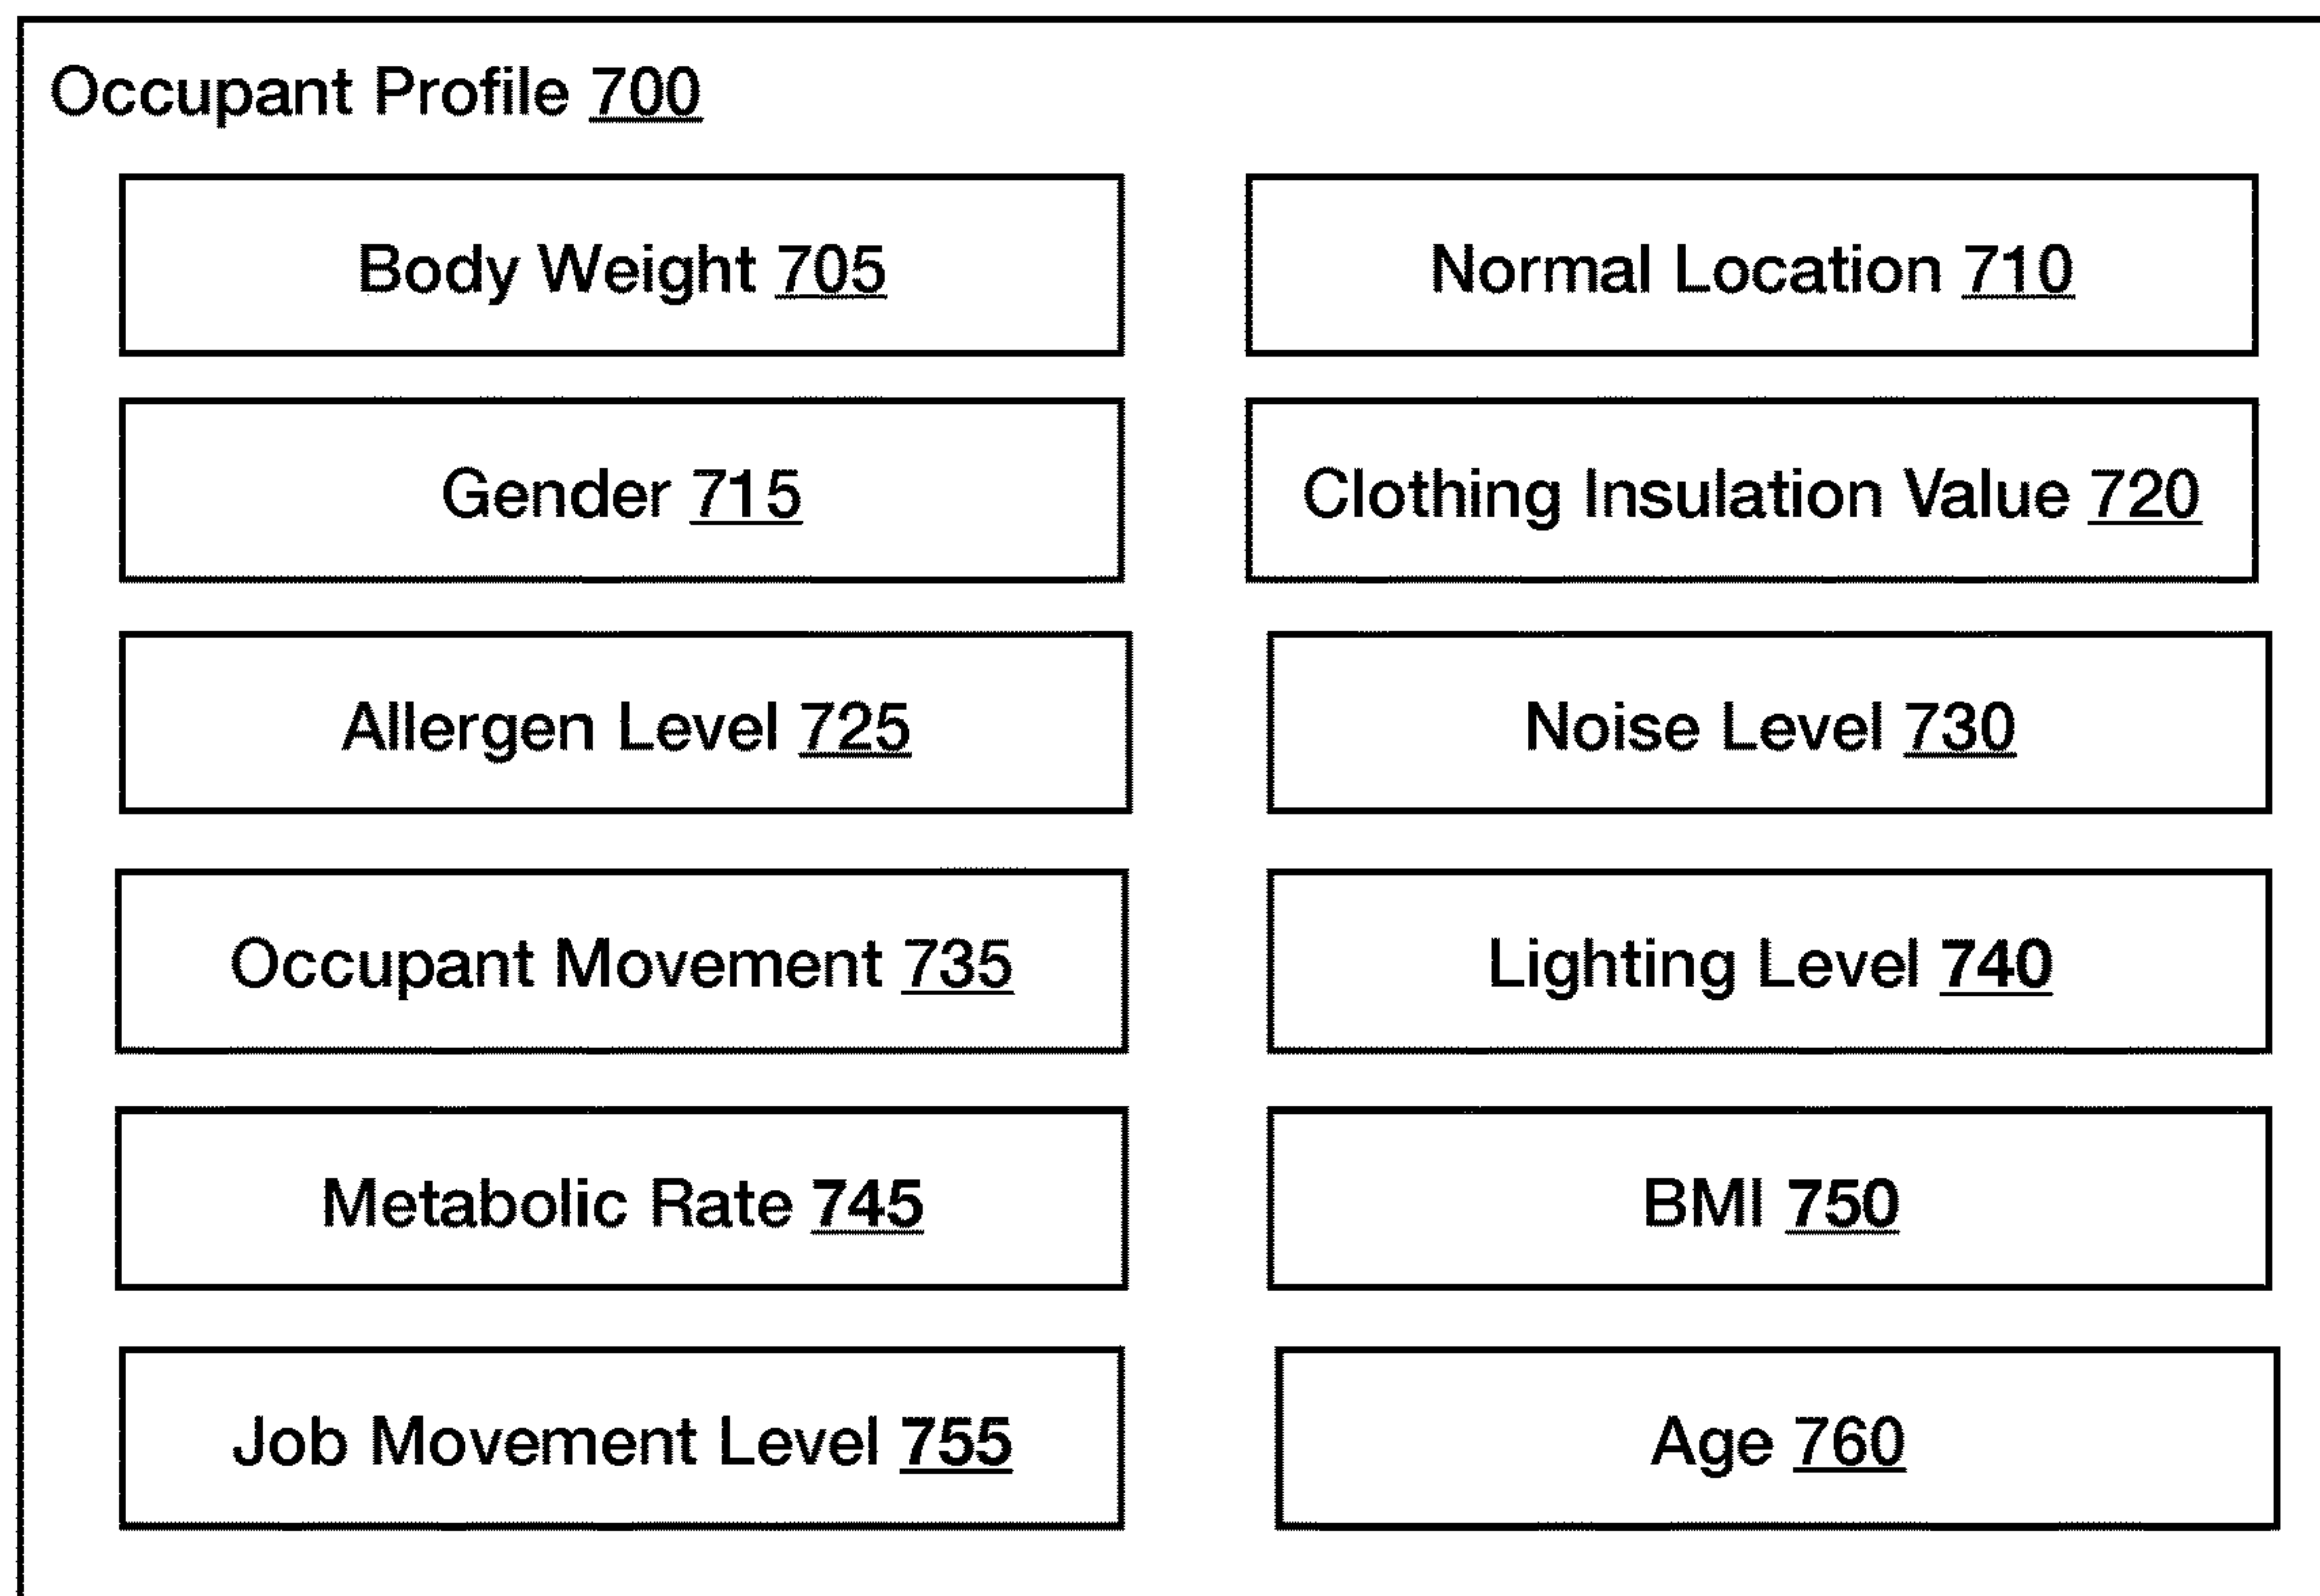 Occupant Profile 700
Body Weight 705
Normal Location 710
Gender 715
Clothing Insulation Value 720
Allergen Level 725
Noise Level 730
Occupant Movement 735
Lighting Level 740
Metabolic Rate 745
BMI 750
Job Movement Level 755
Age 760